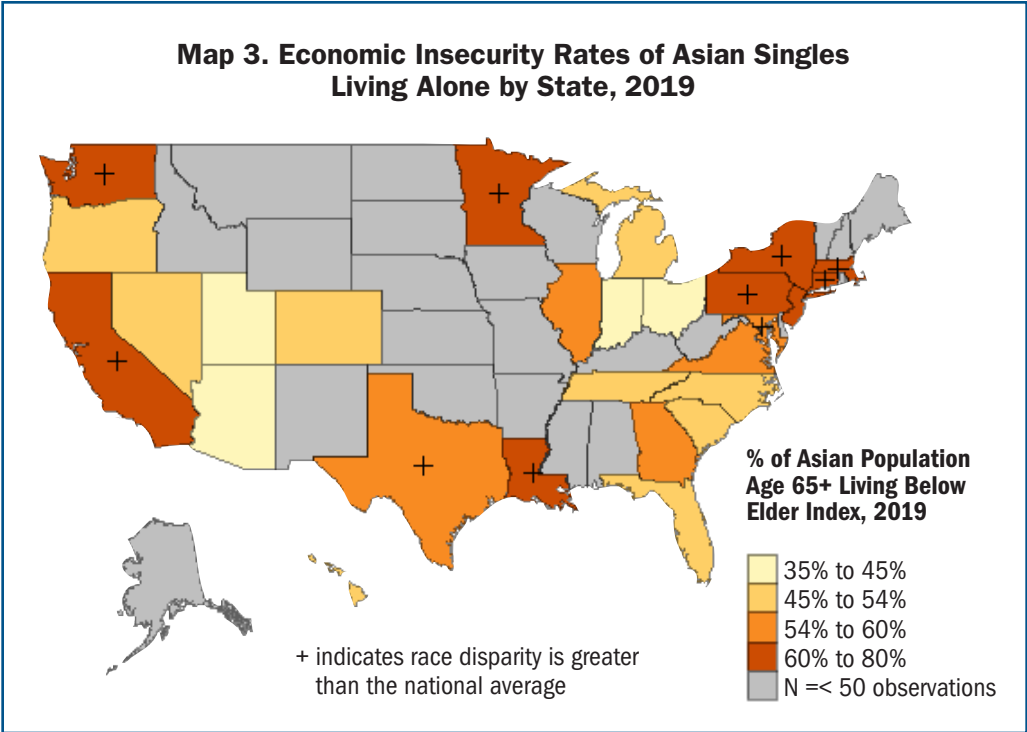 Map 3. Economic Insecurity Rates of Asian Singles
Living Alone by State, 2019
% of Asian Population
Age 65+ Living Below
Elder Index, 2019
35% to 45%
45% to 54%
54% to 60%
60% to 80%
N =< 50 observations
+ indicates race disparity is greater
than the national average